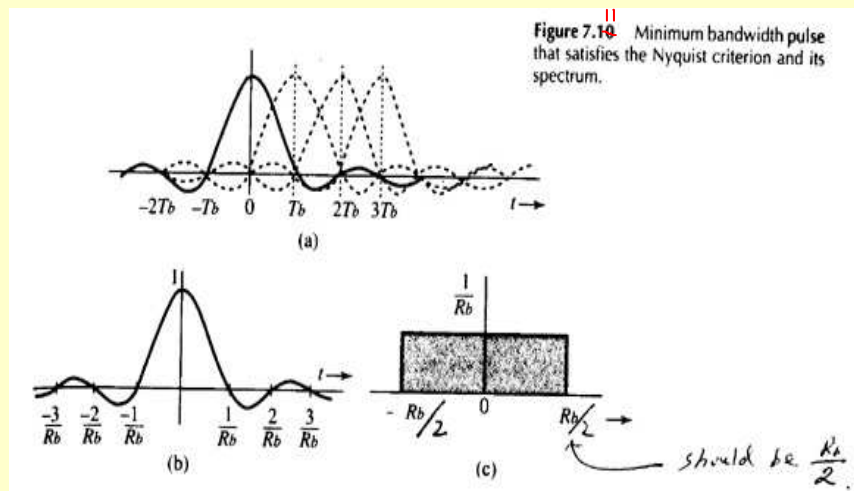 11
Figure 7.10 Minimum bandwidth pulse
that satisfies the Nyquist criterion and its
spectrum.
-2Tb -Tb 0 Tb 2Tb 3Tb t→
(a)
1
t→
-3/Rb -2/Rb -1/Rb 1/Rb 2/Rb 3/Rb
(b)
1/Rb
- Rb/2 0 Rb/2 →
(c)
should be Rb/2.